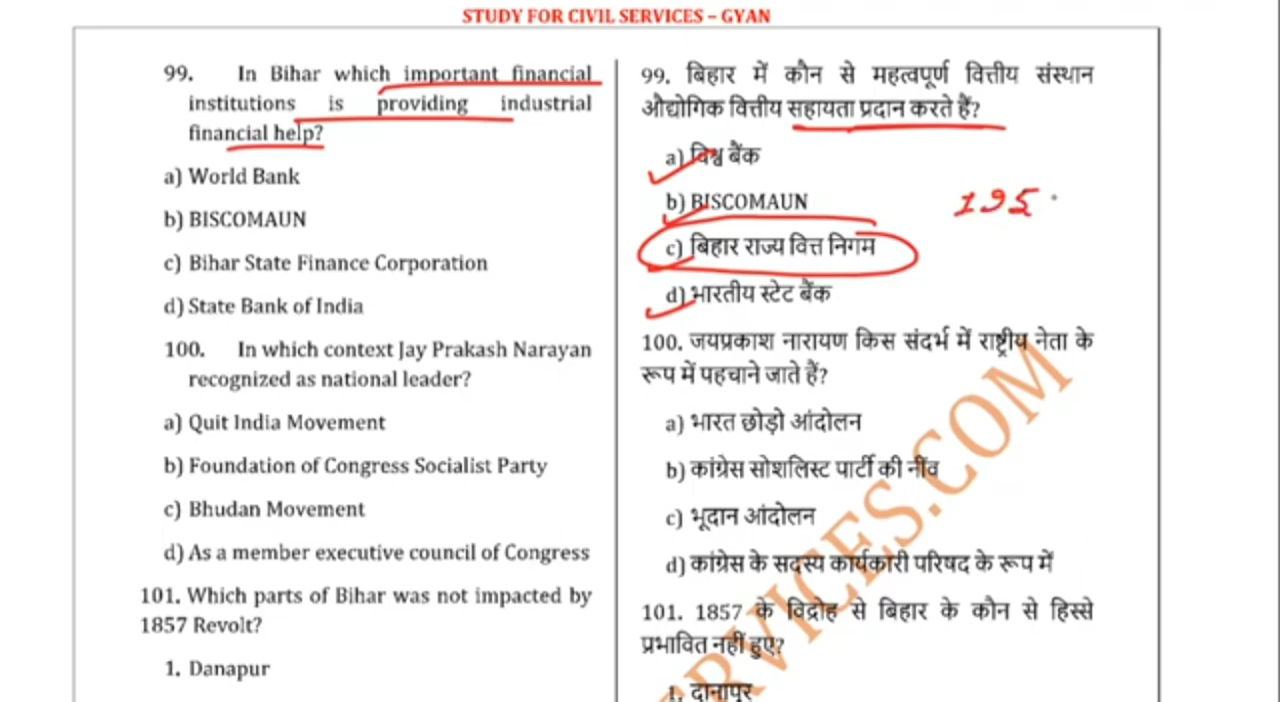 STUDY FOR CIVIL SERVICES – GYAN
99. In Bihar which important financial
institutions is providing industrial
financial help?
a) World Bank
b) BISCOMAUN
c) Bihar State Finance Corporation
d) State Bank of India
100. In which context Jay Prakash Narayan
recognized as national leader?
a) Quit India Movement
b) Foundation of Congress Socialist Party
c) Bhudan Movement
d) As a member executive council of Congress
101. Which parts of Bihar was not impacted by
1857 Revolt?
1. Danapur
99. बिहार में कौन से महत्वपूर्ण वित्तीय संस्थान
औद्योगिक वित्तीय सहायता प्रदान करते हैं?
a) विश्व बैंक
b) BISCOMAUN
195
c) बिहार राज्य वित्त निगम
d) भारतीय स्टेट बैंक
100. जयप्रकाश नारायण किस संदर्भ में राष्ट्रीय नेता के
रूप में पहचाने जाते हैं?
a) भारत छोड़ो आंदोलन
b) कांग्रेस सोशलिस्ट पार्टी की नींव
c) भूदान आंदोलन
d) कांग्रेस के सदस्य कार्यकारी परिषद के रूप में
101. 1857 के विद्रोह से बिहार के कौन से हिस्से
प्रभावित नहीं हुए?
1. दानापुर
ERVICES.COM